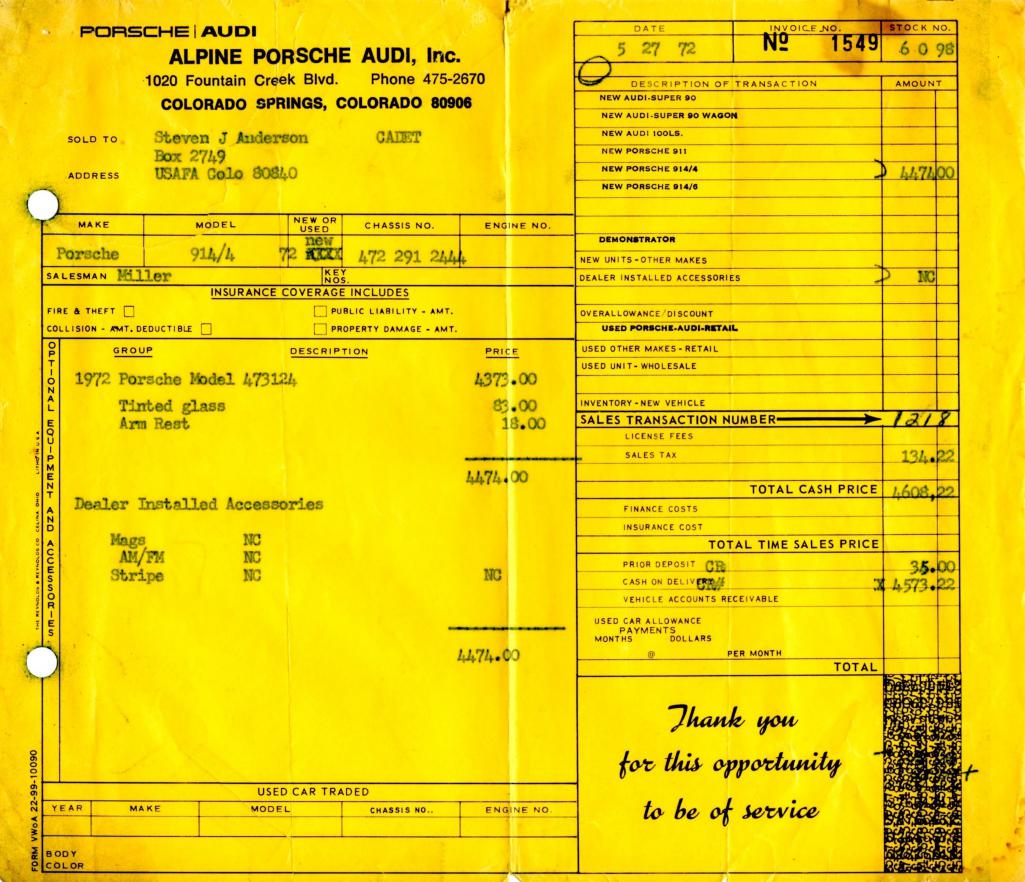 PORSCHE | AUDI
ALPINE PORSCHE AUDI, Inc.
1020 Fountain Creek Blvd. Phone 475-2670
COLORADO SPRINGS, COLORADO 80906
SOLD TO Steven J Anderson CADET
Box 2749
ADDRESS USAFA Colo 80840
DATE INVOICE NO. STOCK NO.
5 27 72 Nº 1549 6098
DESCRIPTION OF TRANSACTION AMOUNT
NEW AUDI-SUPER 90
NEW AUDI-SUPER 90 WAGON
NEW AUDI 100LS.
NEW PORSCHE 911
NEW PORSCHE 914/4 4474.00
NEW PORSCHE 914/6
DEMONSTRATOR
NEW UNITS-OTHER MAKES
DEALER INSTALLED ACCESSORIES NC
OVERALLOWANCE/DISCOUNT
USED PORSCHE-AUDI-RETAIL
USED OTHER MAKES-RETAIL
USED UNIT-WHOLESALE
INVENTORY-NEW VEHICLE
SALES TRANSACTION NUMBER 1218
LICENSE FEES
SALES TAX 134.22
TOTAL CASH PRICE 4608.22
FINANCE COSTS
INSURANCE COST
TOTAL TIME SALES PRICE
PRIOR DEPOSIT CR 35.00
CASH ON DELIVERY X 4573.22
VEHICLE ACCOUNTS RECEIVABLE
USED CAR ALLOWANCE
PAYMENTS
MONTHS DOLLARS
@ PER MONTH
TOTAL
MAKE MODEL NEW OR USED CHASSIS NO. ENGINE NO.
Porsche 914/4 72 new 472 291 2444
SALESMAN Miller KEY NOS.
INSURANCE COVERAGE INCLUDES
FIRE & THEFT PUBLIC LIABILITY - AMT.
COLLISION - AMT. DEDUCTIBLE PROPERTY DAMAGE - AMT.
OPTIONAL EQUIPMENT AND ACCESSORIES
GROUP DESCRIPTION PRICE
1972 Porsche Model 473124 4373.00
Tinted glass 83.00
Arm Rest 18.00
4474.00
Dealer Installed Accessories
Mags NC
AM/FM NC
Stripe NC NC
4474.00
USED CAR TRADED
YEAR MAKE MODEL CHASSIS NO.. ENGINE NO.
BODY
COLOR
FORM VWoA 22-99-10090
Thank you
for this opportunity
to be of service